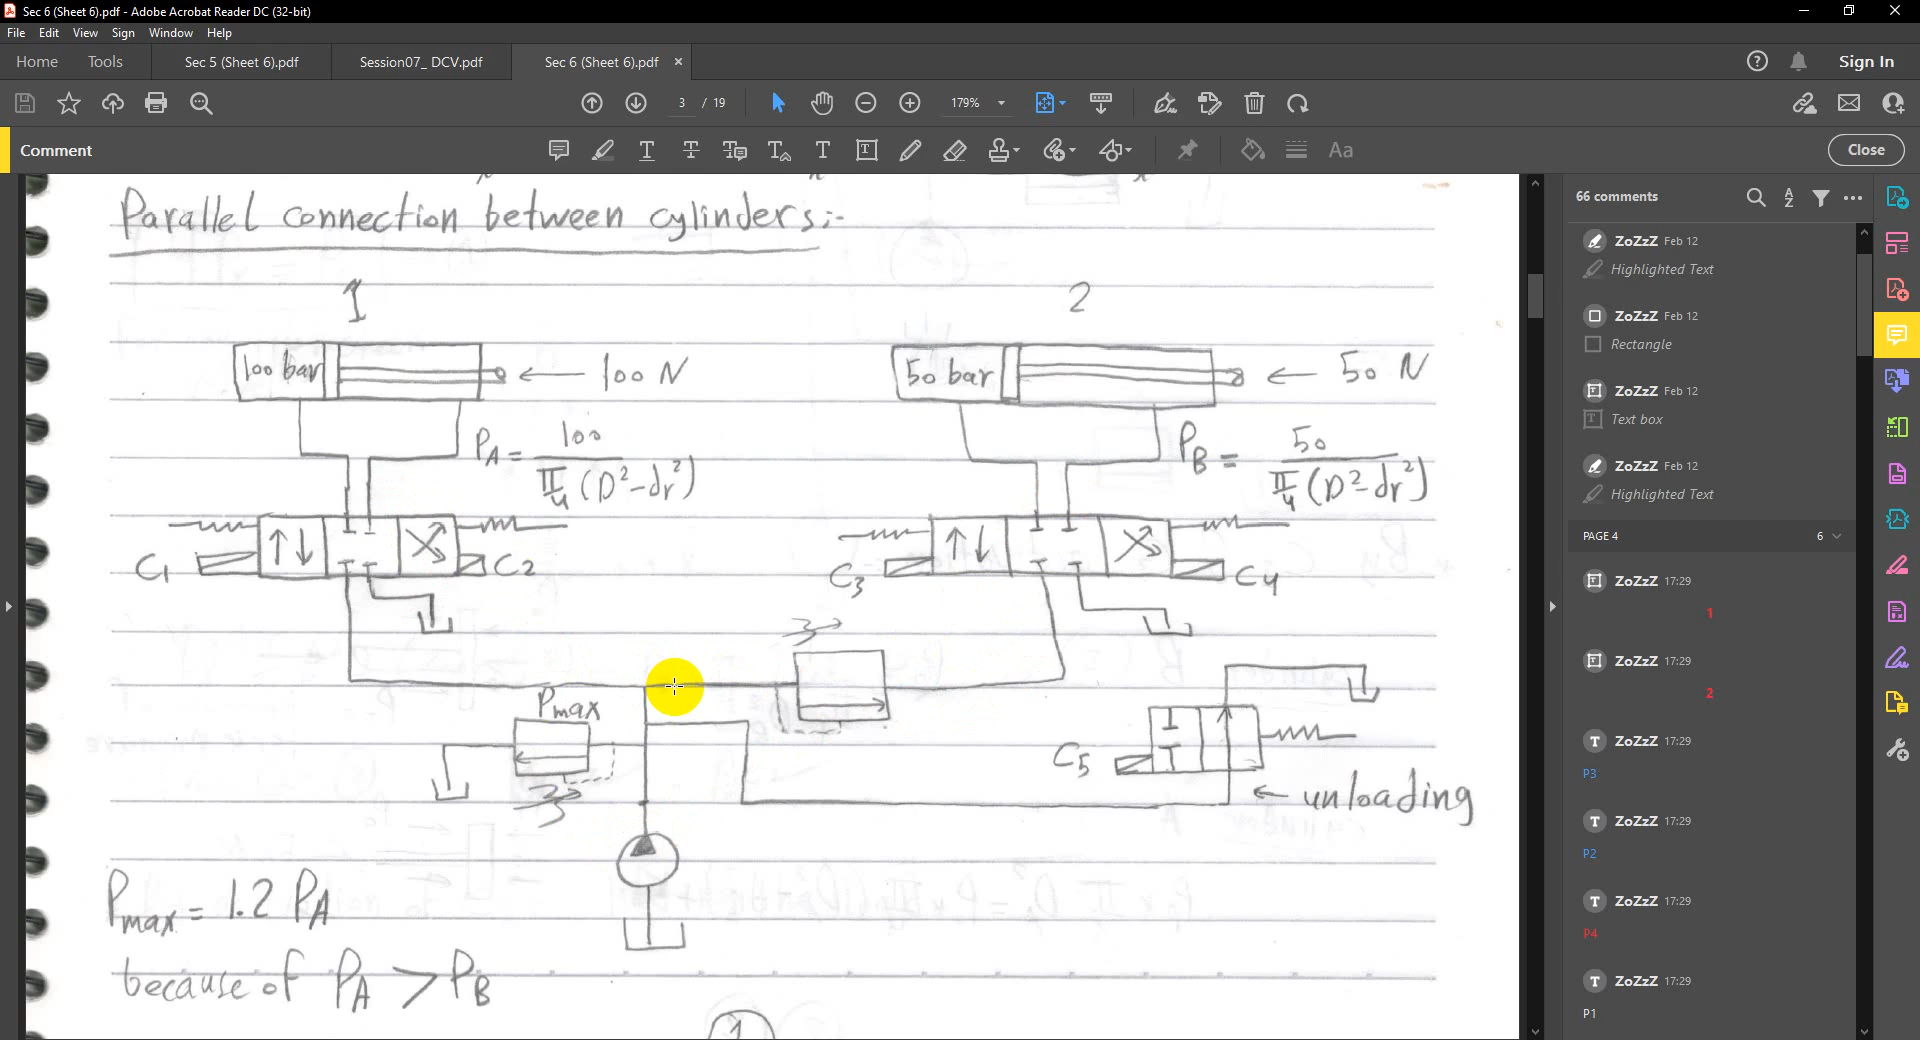 Sec 6 (Sheet 6).pdf - Adobe Acrobat Reader DC (32-bit)
File Edit View Sign Window Help
Home Tools Sec 5 (Sheet 6).pdf Session07_ DCV.pdf Sec 6 (Sheet 6).pdf × Sign In
3 / 19 179%
Comment Aa Close
Parallel connection between cylinders:-
1 2
100 bar ← 100 N 50 bar ← 50 N
PA = 100 / π/4 (D²-dr²) PB = 50 / π/4 (D²-dr²)
C1 C2 C3 C4
Pmax
C5
← unloading
Pmax = 1.2 PA
because of PA > PB
1
66 comments
ZoZzZ Feb 12
Highlighted Text
ZoZzZ Feb 12
Rectangle
ZoZzZ Feb 12
Text box
ZoZzZ Feb 12
Highlighted Text
PAGE 4 6
ZoZzZ 17:29
1
ZoZzZ 17:29
2
ZoZzZ 17:29
P3
ZoZzZ 17:29
P2
ZoZzZ 17:29
P4
ZoZzZ 17:29
P1